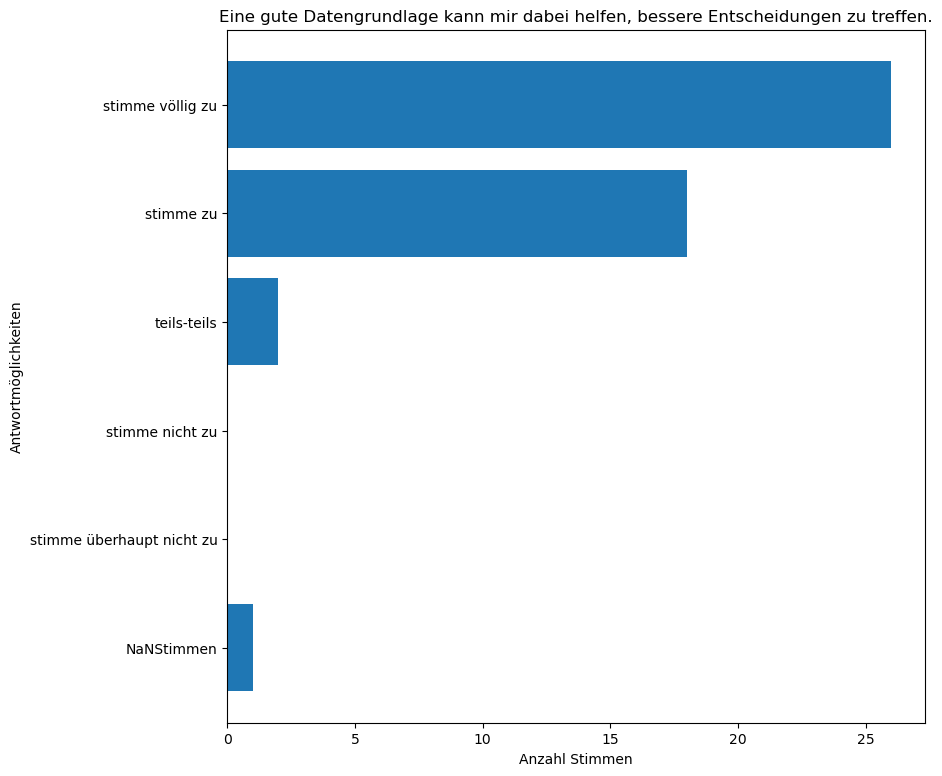 Eine gute Datengrundlage kann mir dabei helfen, bessere Entscheidungen zu treffen.
stimme völlig zu
stimme zu
teils-teils
stimme nicht zu
stimme überhaupt nicht zu
NaNStimmen
Antwortmöglichkeiten
0 5 10 15 20 25
Anzahl Stimmen